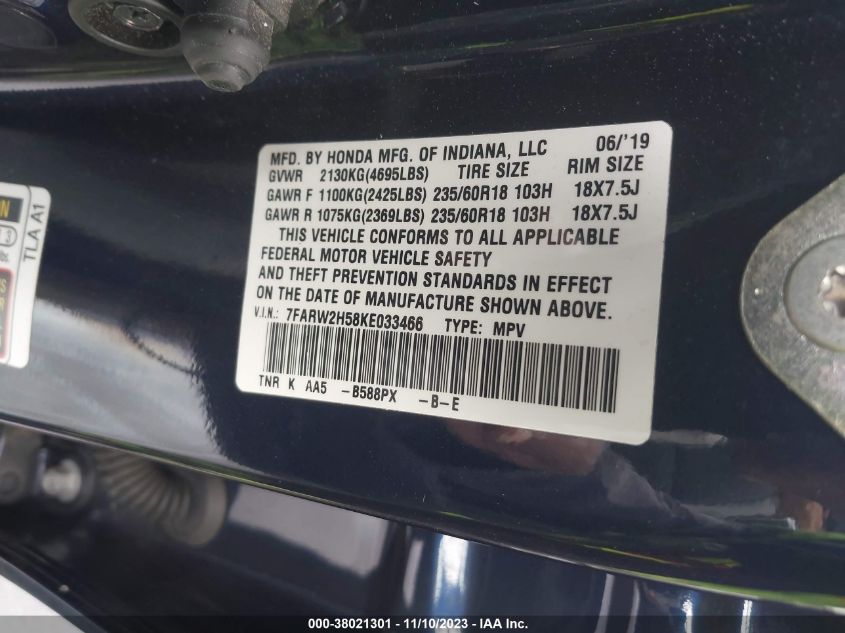 MFD. BY HONDA MFG. OF INDIANA, LLC 06/'19
GVWR 2130KG(4695LBS) TIRE SIZE RIM SIZE
GAWR F 1100KG(2425LBS) 235/60R18 103H 18X7.5J
GAWR R 1075KG(2369LBS) 235/60R18 103H 18X7.5J
THIS VEHICLE CONFORMS TO ALL APPLICABLE
FEDERAL MOTOR VEHICLE SAFETY
AND THEFT PREVENTION STANDARDS IN EFFECT
ON THE DATE OF MANUFACTURE SHOWN ABOVE.
V.I.N.: 7FARW2H58KE033466 TYPE: MPV
TNR K AA5 -B588PX -B-E
TLA A1
000-38021301 - 11/10/2023 - IAA Inc.